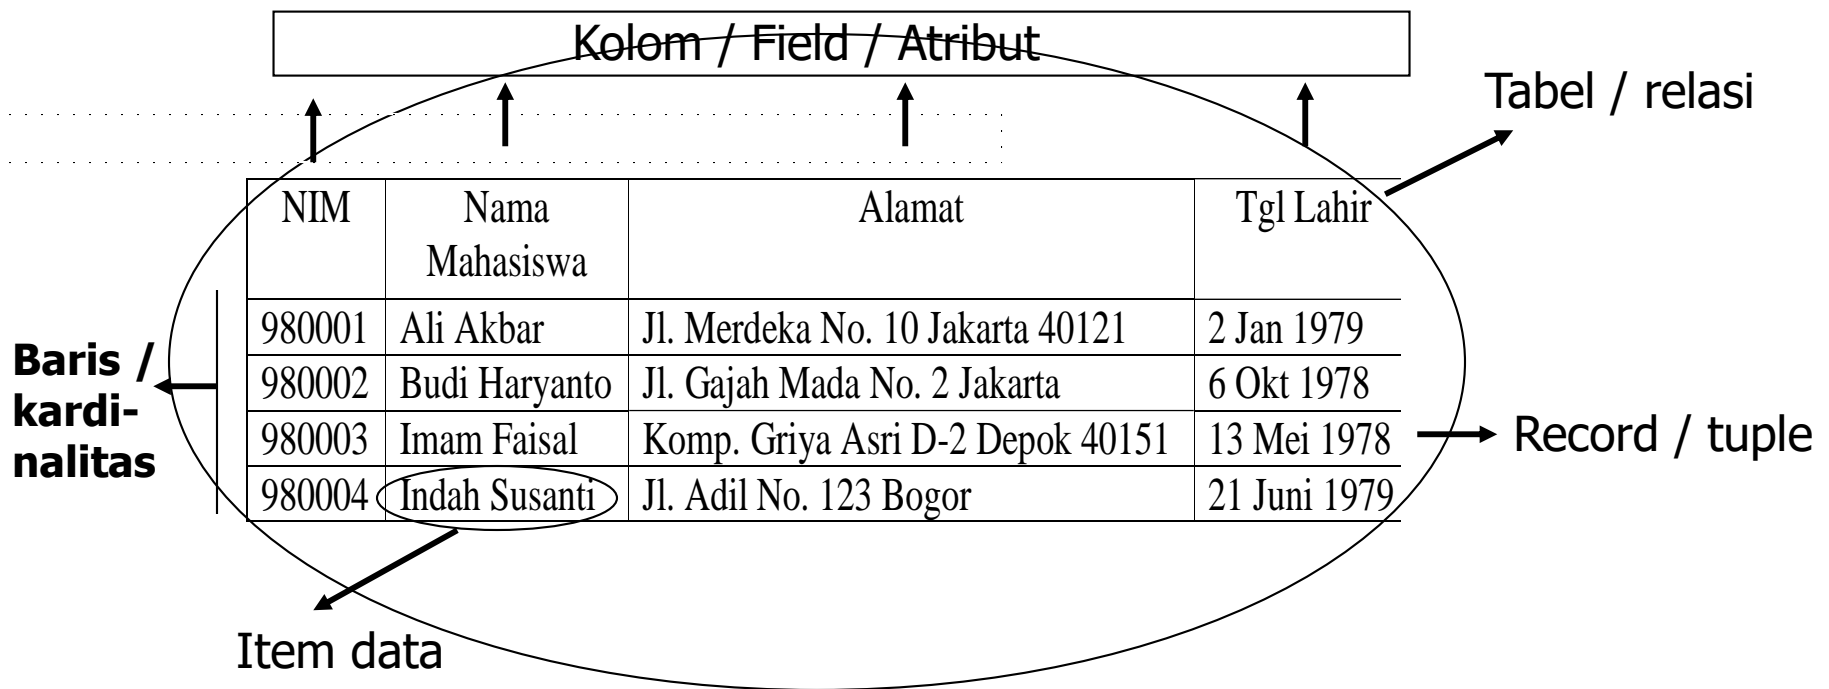 Kolom / Field / Atribut
Tabel / relasi
NIM Nama Mahasiswa Alamat Tgl Lahir
980001 Ali Akbar Jl. Merdeka No. 10 Jakarta 40121 2 Jan 1979
980002 Budi Haryanto Jl. Gajah Mada No. 2 Jakarta 6 Okt 1978
980003 Imam Faisal Komp. Griya Asri D-2 Depok 40151 13 Mei 1978
980004 Indah Susanti Jl. Adil No. 123 Bogor 21 Juni 1979
Baris /
kardi-
nalitas
Record / tuple
Item data